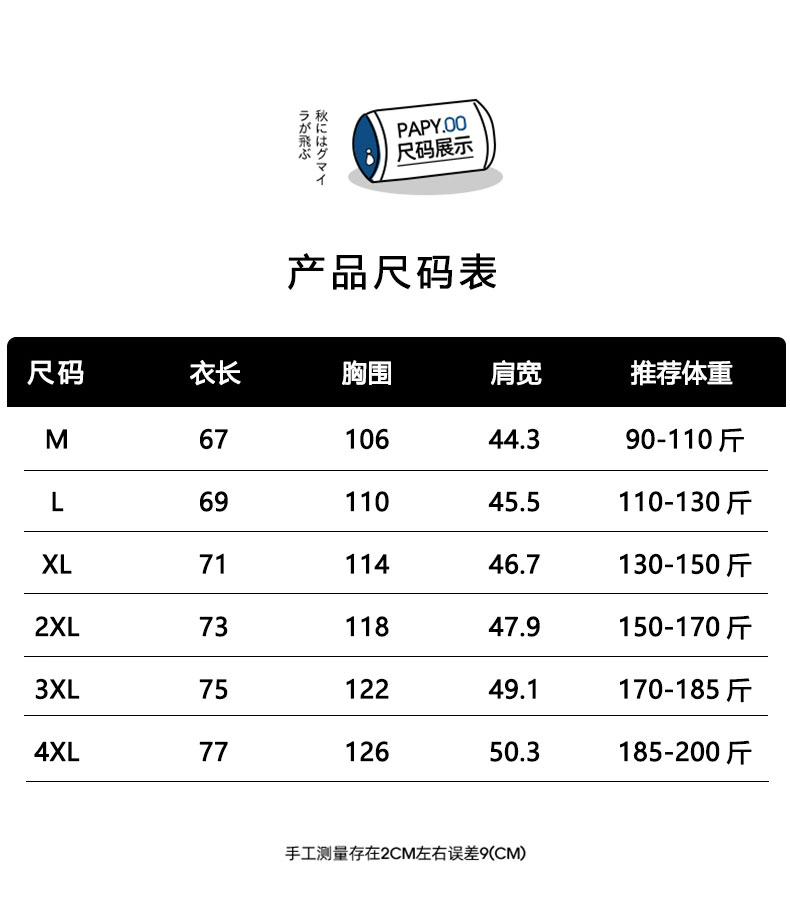 秋にはグマイ
ラが飛ぶ
PAPY.OO
尺码展示
产品尺码表
尺码 衣长 胸围 肩宽 推荐体重
M 67 106 44.3 90-110 斤
L 69 110 45.5 110-130 斤
XL 71 114 46.7 130-150 斤
2XL 73 118 47.9 150-170 斤
3XL 75 122 49.1 170-185 斤
4XL 77 126 50.3 185-200 斤
手工测量存在2CM左右误差9(CM)